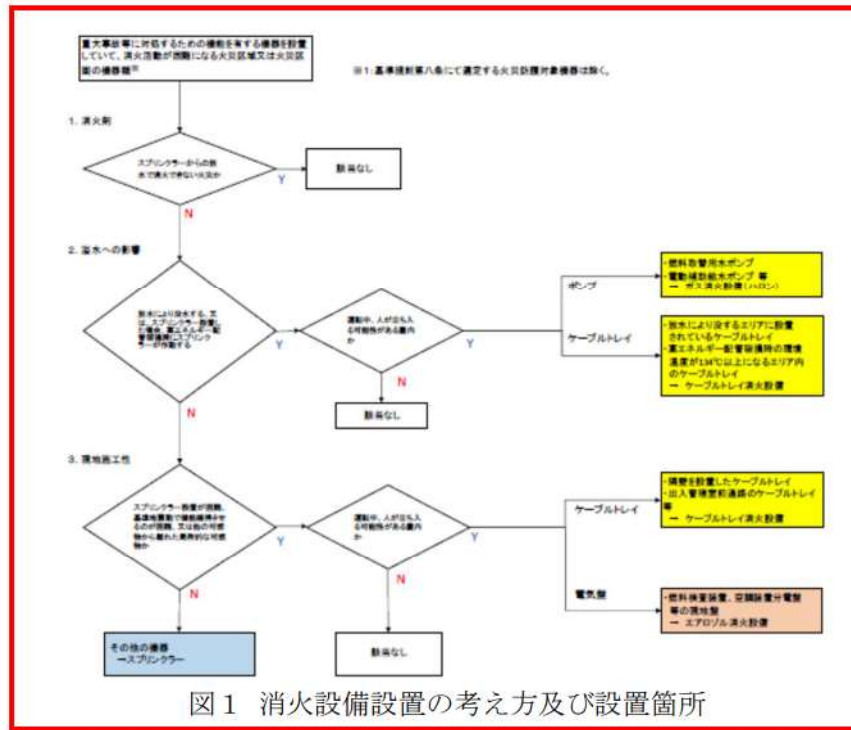 重大事故等に対処するための機能を有する機器を設置
していて、消火活動が困難になる火災区域又は火災区
画の機器類※
※1:基準規則第八条にて選定する火災防護対象機器は除く。
1. 消火剤
スプリンクラーからの放
水で消火できない火災か
Y
該当なし
N
2. 溢水への影響
放水により没水する、又
は、スプリンクラー設置し
た場合、高エネルギー配
管破損時にスプリンク
ラーが作動する
Y
運転中、人が立ち入
る可能性がある区内
か
Y
ポンプ
・燃料取替用水ポンプ
・電動補助給水ポンプ 等
→ ガス消火設備(ハロン)
ケーブルトレイ
・放水により没するエリアに設置
されているケーブルトレイ
・高エネルギー配管破損時の環境
温度が134℃以上になるエリア内
のケーブルトレイ
→ ケーブルトレイ消火設備
N
該当なし
N
3. 現地施工性
スプリンクラー設置が困難、
基準地震動で機能維持させ
るのが困難、又は他の可燃
物から離れた局所的な可燃
物か
Y
運転中、人が立ち入
る可能性がある区内
か
Y
ケーブルトレイ
・隔壁を設置したケーブルトレイ
・出入管理室前通路のケーブルトレイ
等
→ ケーブルトレイ消火設備
電気盤
・燃料検査装置、空調装置分電盤
等の現地盤
→ エアロゾル消火設備
N
該当なし
N
その他の機器
→スプリンクラー
図1 消火設備設置の考え方及び設置箇所